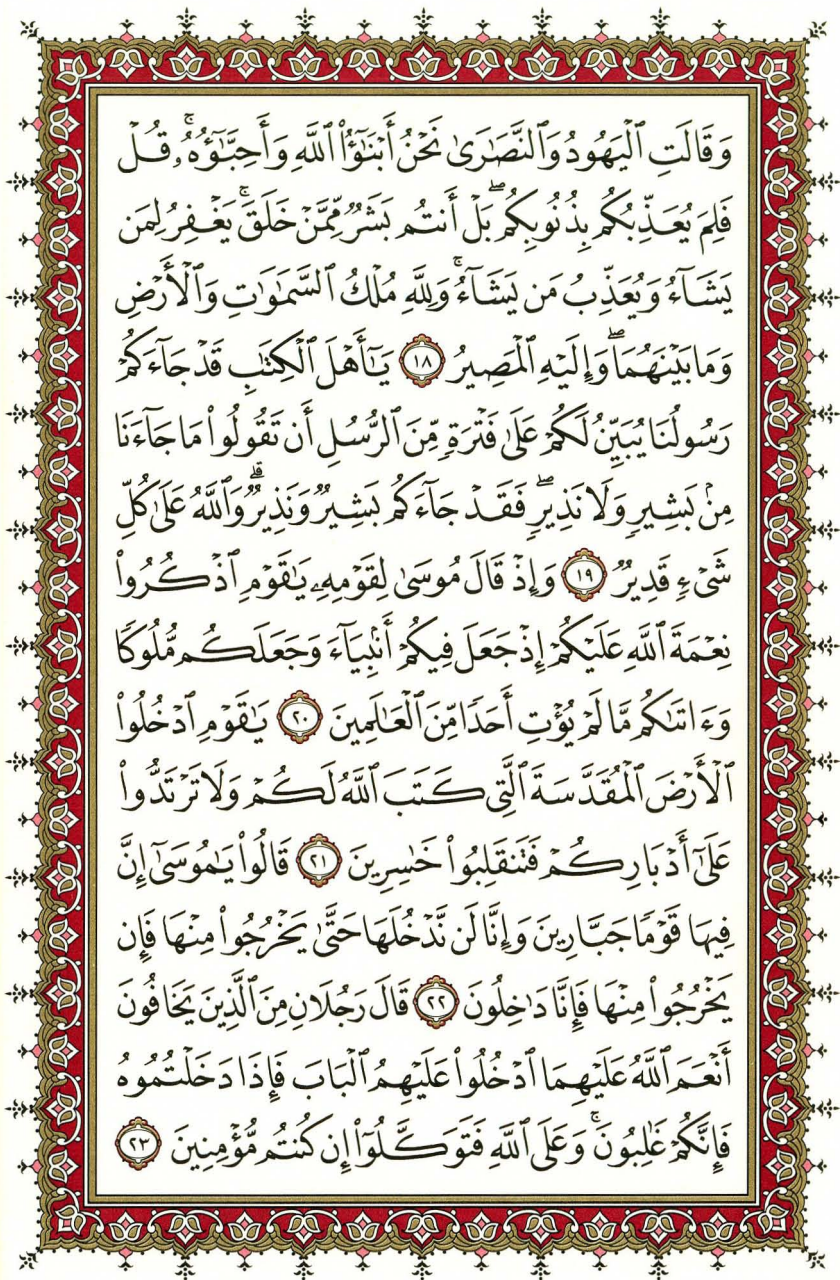 وَقَالَتِ ٱلْيَهُودُ وَٱلنَّصَٰرَىٰ نَحْنُ أَبْنَٰٓؤُا۟ ٱللَّهِ وَأَحِبَّٰٓؤُهُۥۚ قُلْ
فَلِمَ يُعَذِّبُكُم بِذُنُوبِكُمۖ بَلْ أَنتُم بَشَرٌ مِّمَّنْ خَلَقَۚ يَغْفِرُ لِمَن
يَشَآءُ وَيُعَذِّبُ مَن يَشَآءُۚ وَلِلَّهِ مُلْكُ ٱلسَّمَٰوَٰتِ وَٱلْأَرْضِ
وَمَا بَيْنَهُمَاۖ وَإِلَيْهِ ٱلْمَصِيرُ ١٨ يَٰٓأَهْلَ ٱلْكِتَٰبِ قَدْ جَآءَكُمْ
رَسُولُنَا يُبَيِّنُ لَكُمْ عَلَىٰ فَتْرَةٍ مِّنَ ٱلرُّسُلِ أَن تَقُولُوا۟ مَا جَآءَنَا
مِنۢ بَشِيرٍ وَلَا نَذِيرٍۖ فَقَدْ جَآءَكُم بَشِيرٌ وَنَذِيرٌۗ وَٱللَّهُ عَلَىٰ كُلِّ
شَىْءٍ قَدِيرٌ ١٩ وَإِذْ قَالَ مُوسَىٰ لِقَوْمِهِۦ يَٰقَوْمِ ٱذْكُرُوا۟
نِعْمَةَ ٱللَّهِ عَلَيْكُمْ إِذْ جَعَلَ فِيكُمْ أَنۢبِيَآءَ وَجَعَلَكُم مُّلُوكًا
وَءَاتَىٰكُم مَّا لَمْ يُؤْتِ أَحَدًا مِّنَ ٱلْعَٰلَمِينَ ٢٠ يَٰقَوْمِ ٱدْخُلُوا۟
ٱلْأَرْضَ ٱلْمُقَدَّسَةَ ٱلَّتِى كَتَبَ ٱللَّهُ لَكُمْ وَلَا تَرْتَدُّوا۟
عَلَىٰٓ أَدْبَارِكُمْ فَتَنقَلِبُوا۟ خَٰسِرِينَ ٢١ قَالُوا۟ يَٰمُوسَىٰٓ إِنَّ
فِيهَا قَوْمًا جَبَّارِينَ وَإِنَّا لَن نَّدْخُلَهَا حَتَّىٰ يَخْرُجُوا۟ مِنْهَا فَإِن
يَخْرُجُوا۟ مِنْهَا فَإِنَّا دَٰخِلُونَ ٢٢ قَالَ رَجُلَانِ مِنَ ٱلَّذِينَ يَخَافُونَ
أَنْعَمَ ٱللَّهُ عَلَيْهِمَا ٱدْخُلُوا۟ عَلَيْهِمُ ٱلْبَابَ فَإِذَا دَخَلْتُمُوهُ
فَإِنَّكُمْ غَٰلِبُونَۚ وَعَلَى ٱللَّهِ فَتَوَكَّلُوٓا۟ إِن كُنتُم مُّؤْمِنِينَ ٢٣